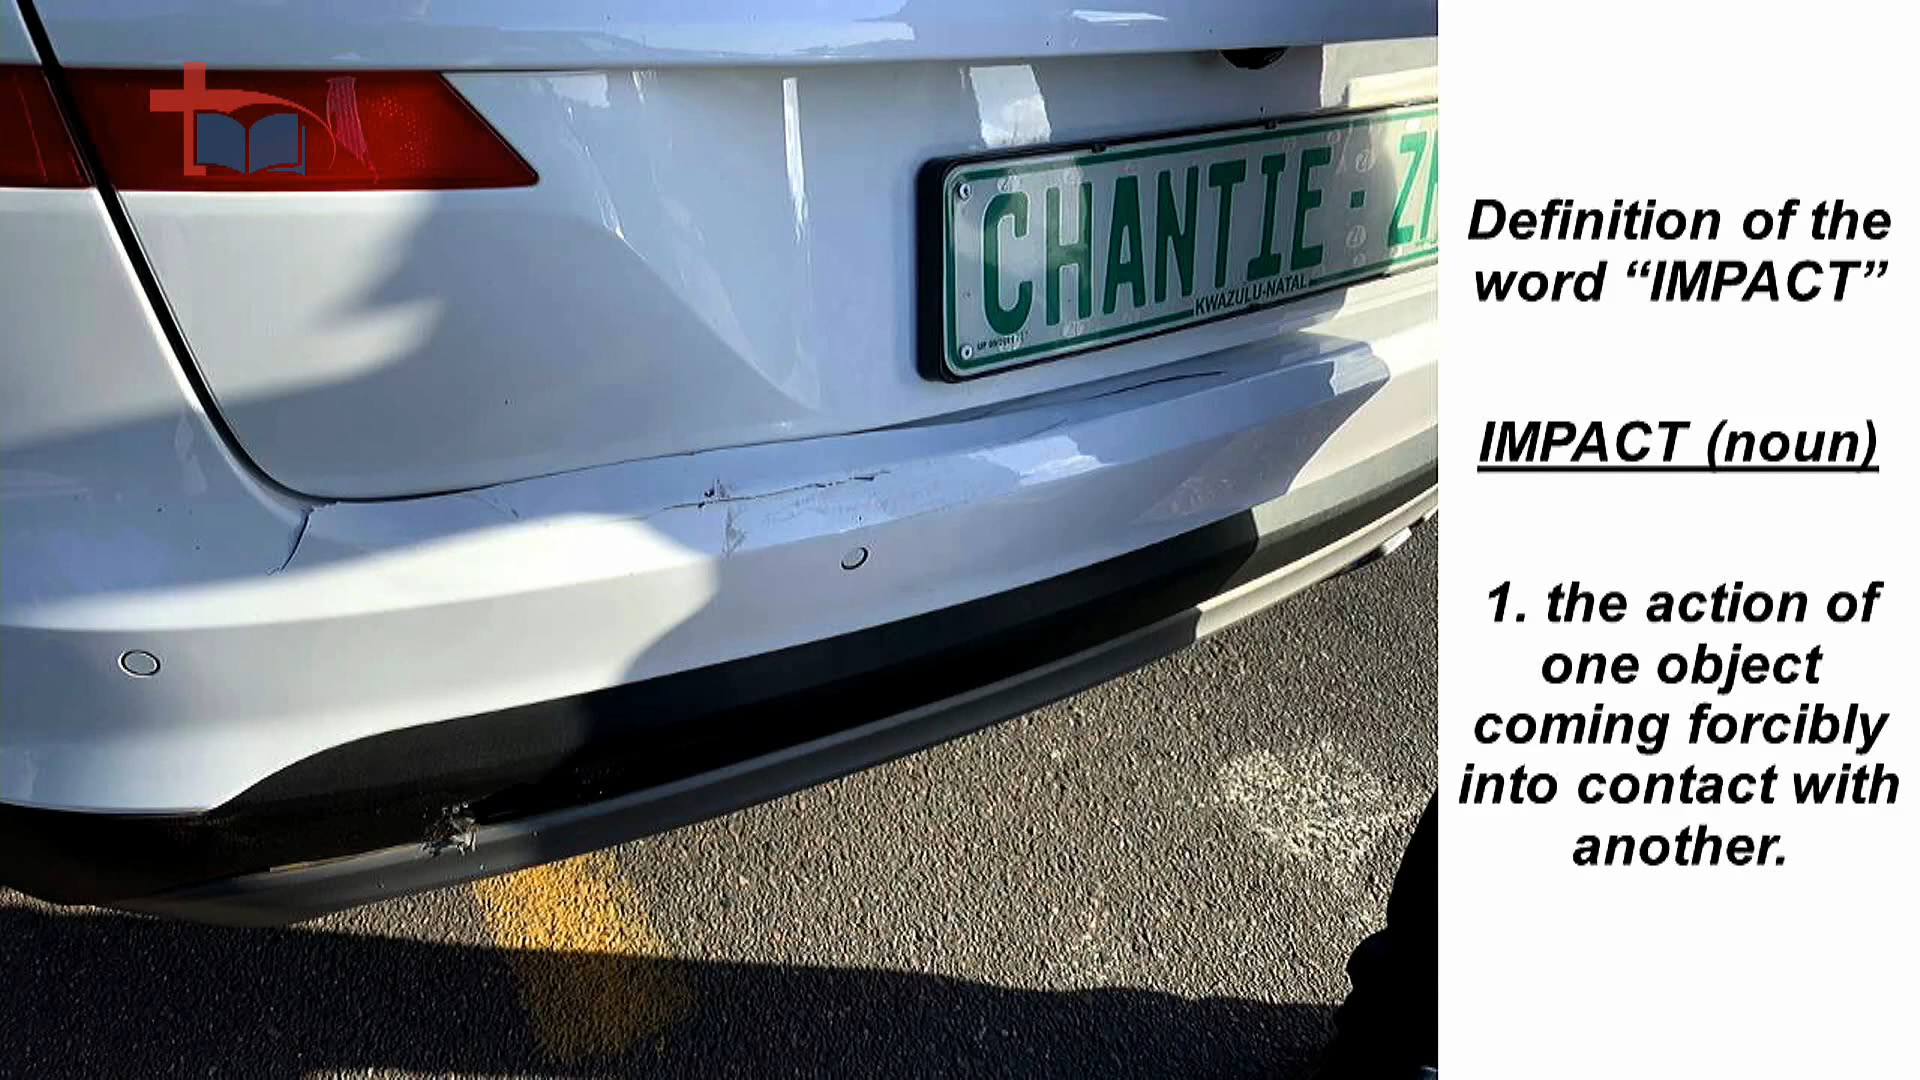 CHANTIE · Z
KWAZULU-NATAL
Definition of the
word “IMPACT”
IMPACT (noun)
1. the action of
one object
coming forcibly
into contact with
another.